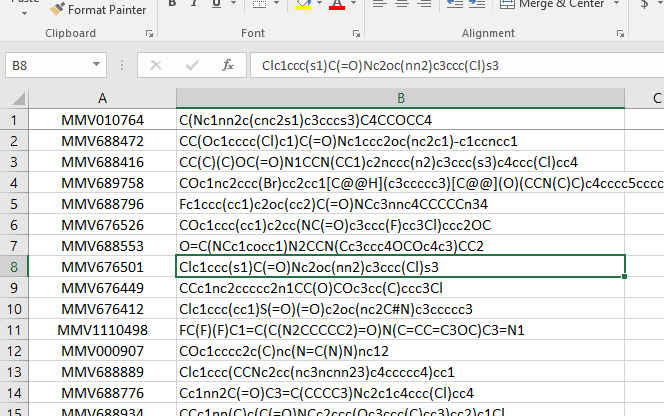 Format Painter
B I U
Merge & Center
$
Clipboard
Font
Alignment
B8
fx
Clc1ccc(s1)C(=O)Nc2oc(nn2)c3ccc(Cl)s3
A B C
1 MMV010764 C(Nc1nn2c(cnc2s1)c3cccs3)C4CCOCC4
2 MMV688472 CC(Oc1cccc(Cl)c1)C(=O)Nc1ccc2oc(nc2c1)-c1ccncc1
3 MMV688416 CC(C)(C)OC(=O)N1CCN(CC1)c2nccc(n2)c3ccc(s3)c4ccc(Cl)cc4
4 MMV689758 COc1nc2ccc(Br)cc2cc1[C@@H](c3ccccc3)[C@@](O)(CCN(C)C)c4cccc5cccc
5 MMV688796 Fc1ccc(cc1)c2oc(cc2)C(=O)NCc3nnc4CCCCCn34
6 MMV676526 COc1ccc(cc1)c2cc(NC(=O)c3ccc(F)cc3Cl)ccc2OC
7 MMV688553 O=C(NCc1cocc1)N2CCN(Cc3ccc4OCOc4c3)CC2
8 MMV676501 Clc1ccc(s1)C(=O)Nc2oc(nn2)c3ccc(Cl)s3
9 MMV676449 CCc1nc2ccccc2n1CC(O)COc3cc(C)ccc3Cl
10 MMV676412 Clc1ccc(cc1)S(=O)(=O)c2oc(nc2C#N)c3ccccc3
11 MMV1110498 FC(F)(F)C1=C(C(N2CCCCC2)=O)N(C=CC=C3OC)C3=N1
12 MMV000907 COc1cccc2c(C)nc(N=C(N)N)nc12
13 MMV688889 Clc1ccc(CCNc2cc(nc3ncnn23)c4ccccc4)cc1
14 MMV688776 Cc1nn2C(=O)C3=C(CCCC3)Nc2c1c4ccc(Cl)cc4
15 MMV688934 CCc1nn(C)c(C(=O)NCc2ccc(Oc3ccc(C)cc3)cc2)c1Cl